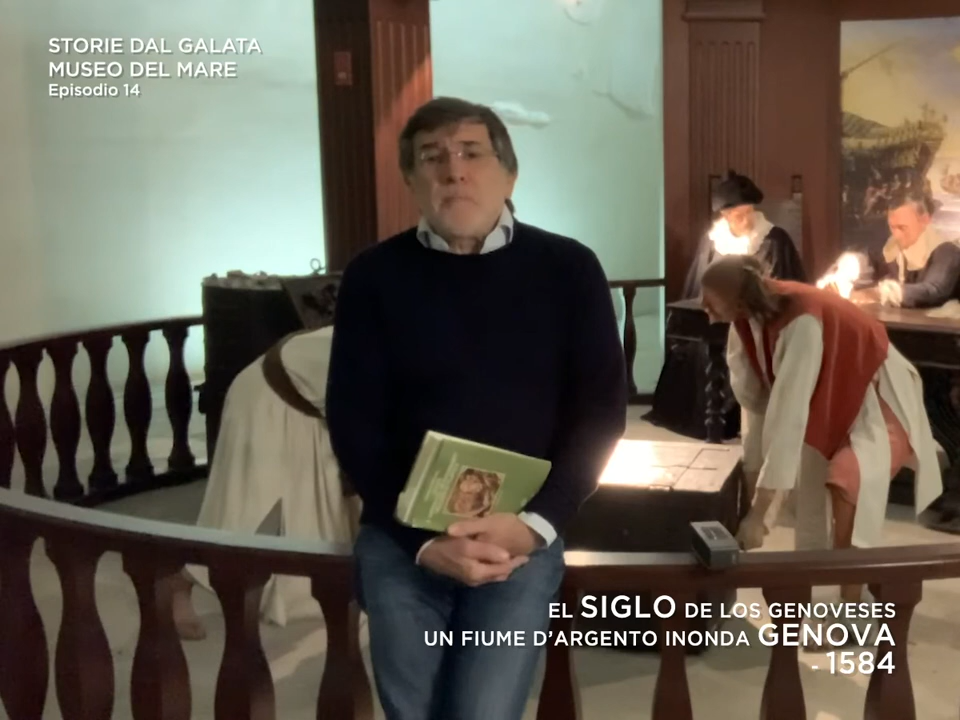 STORIE DAL GALATA
MUSEO DEL MARE
Episodio 14
EL SIGLO DE LOS GENOVESES
UN FIUME D'ARGENTO INONDA GENOVA
- 1584